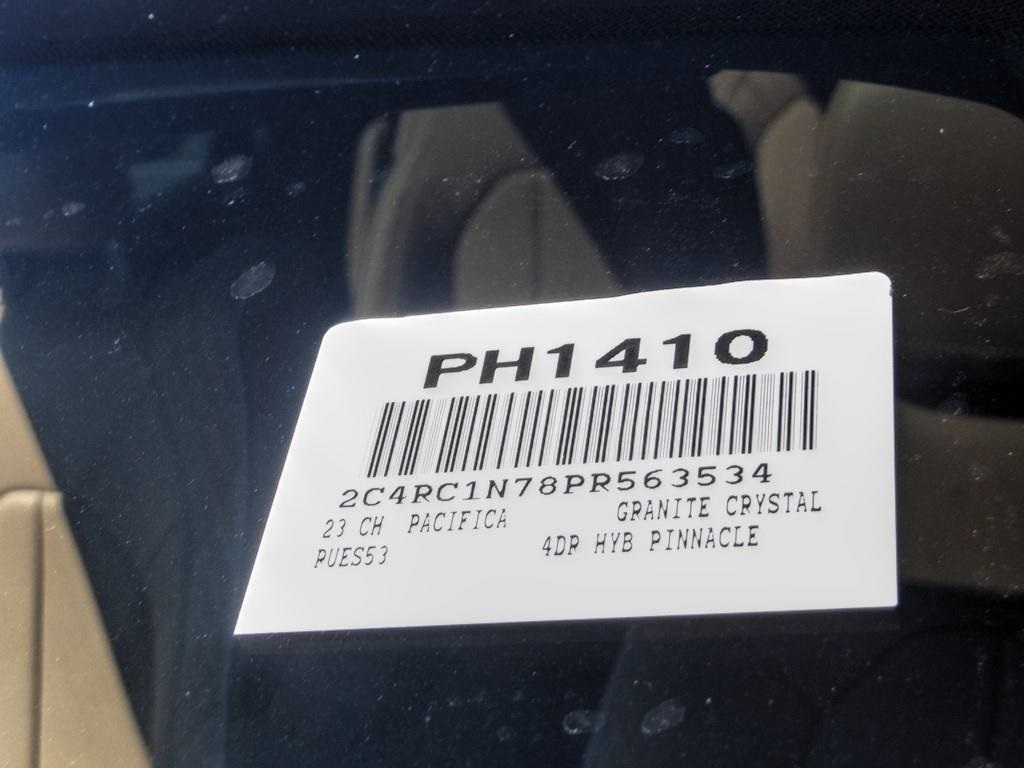 PH1410
2C4RC1N78PR563534
23 CH PACIFICA GRANITE CRYSTAL
PUES53 4DR HYB PINNACLE